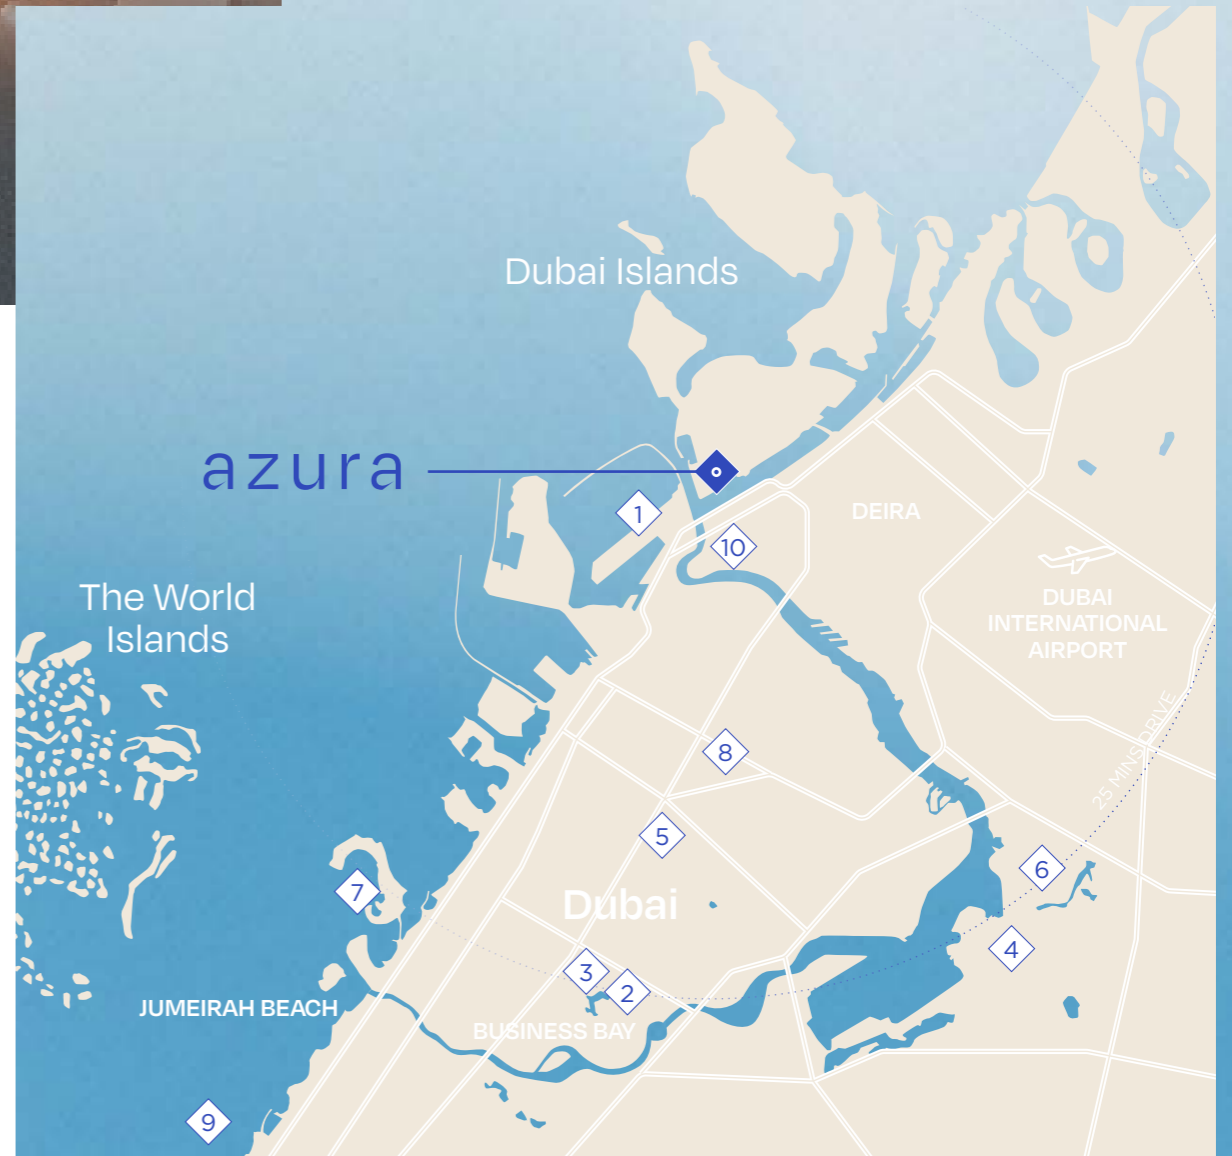 Dubai Islands
azura
1
10
DEIRA
The World
Islands
DUBAI
INTERNATIONAL
AIRPORT
25 MINS DRIVE
8
5
6
7
Dubai
4
3
2
JUMEIRAH BEACH
BUSINESS BAY
9